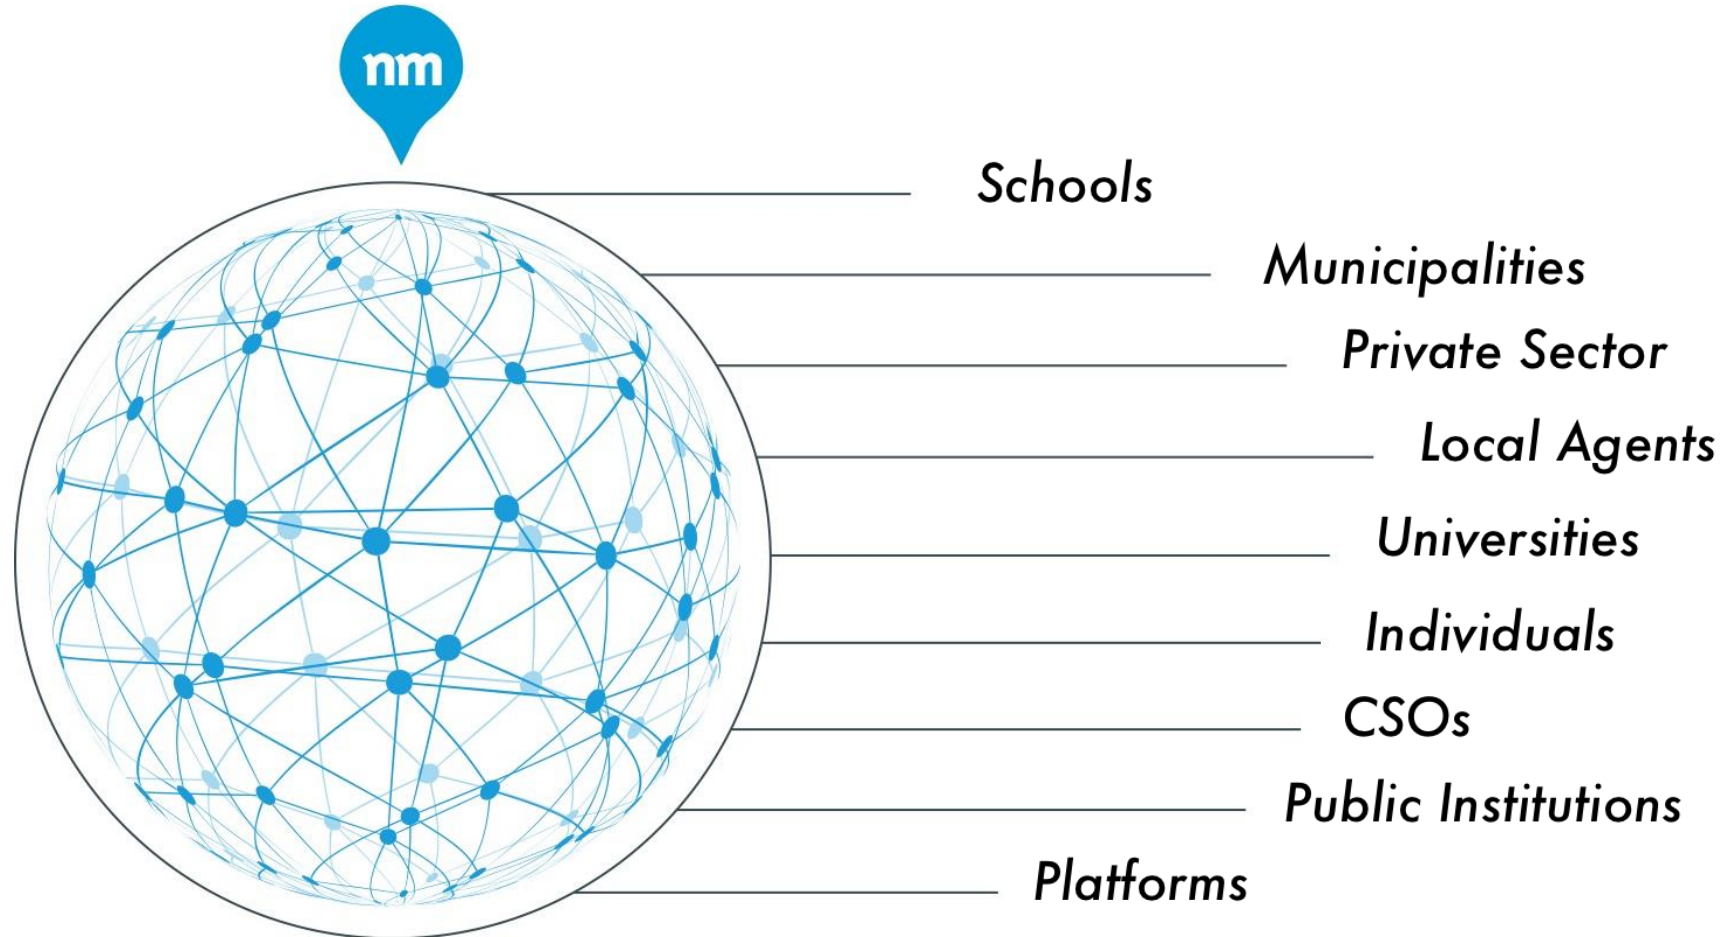 nm
Schools
Municipalities
Private Sector
Local Agents
Universities
Individuals
CSOs
Public Institutions
Platforms